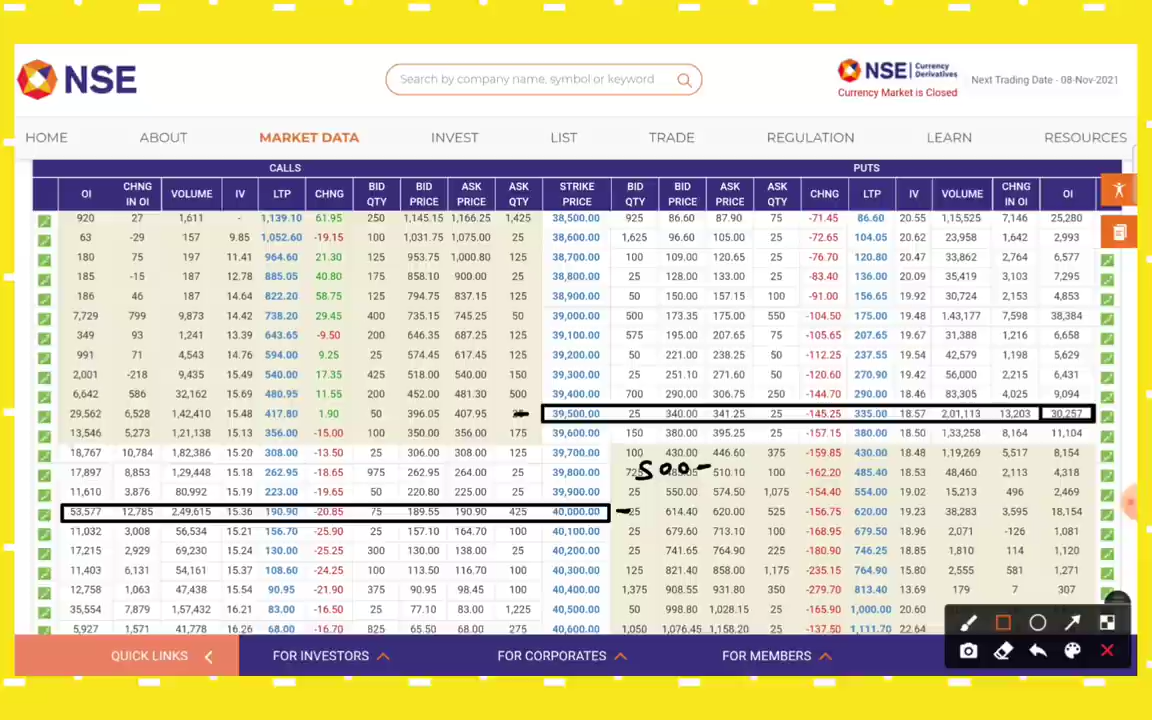 NSE
Search by company name, symbol or keyword
NSE Currency Derivatives
Currency Market is Closed
Next Trading Date - 08-Nov-2021
HOME ABOUT MARKET DATA INVEST LIST TRADE REGULATION LEARN RESOURCES
CALLS PUTS
OI CHNG IN OI VOLUME IV LTP CHNG BID QTY BID PRICE ASK PRICE ASK QTY STRIKE PRICE BID QTY BID PRICE ASK PRICE ASK QTY CHNG LTP IV VOLUME CHNG IN OI OI
920 27 1,611 - 1,139.10 61.95 250 1,145.15 1,166.25 1,425 38,500.00 925 86.60 87.90 75 -71.45 86.60 20.55 1,15,525 7,146 25,280
63 -29 157 9.85 1,052.60 -19.15 100 1,031.75 1,075.00 25 38,600.00 1,625 96.60 105.00 25 -72.65 104.05 20.62 23,958 1,642 2,993
180 75 197 11.41 964.60 21.30 125 953.75 1,000.80 125 38,700.00 100 109.00 120.65 25 -76.70 120.80 20.47 33,862 2,764 6,577
185 -15 187 12.78 885.05 40.80 175 858.10 900.00 25 38,800.00 25 128.00 133.00 25 -83.40 136.00 20.09 35,419 3,103 7,295
186 46 187 14.64 822.20 58.75 125 794.75 837.15 125 38,900.00 50 150.00 157.15 100 -91.00 156.65 19.92 30,724 2,153 4,853
7,729 799 9,873 14.42 738.20 29.45 400 735.15 745.25 50 39,000.00 500 173.35 175.00 550 -104.50 175.00 19.48 1,43,177 7,598 38,384
349 93 1,241 13.39 643.65 -9.50 200 646.35 687.25 125 39,100.00 575 195.00 207.65 75 -105.65 207.65 19.67 31,388 1,216 6,658
991 71 4,543 14.76 594.00 9.25 25 574.45 617.45 125 39,200.00 50 221.00 238.25 50 -112.25 237.55 19.54 42,579 1,198 5,629
2,001 -218 9,435 15.49 540.00 17.35 425 518.00 540.00 150 39,300.00 25 251.10 271.60 50 -120.60 270.90 19.42 56,000 2,215 6,431
6,642 586 32,162 15.69 480.95 11.55 200 452.00 481.30 500 39,400.00 700 290.00 306.75 250 -144.70 290.00 18.46 83,305 4,025 9,094
29,562 6,528 1,42,410 15.48 417.80 1.90 50 396.05 407.95 39,500.00 25 340.00 341.25 25 -145.25 335.00 18.57 2,01,113 13,203 30,257
13,546 5,273 1,21,138 15.13 356.00 -15.00 100 350.00 356.00 175 39,600.00 150 380.00 395.25 25 -157.15 380.00 18.50 1,33,258 8,164 11,104
18,767 10,784 1,82,386 15.20 308.00 -13.50 25 306.00 308.00 125 39,700.00 100 430.00 446.60 375 -159.85 430.00 18.48 1,19,269 5,517 8,154
17,897 8,853 1,29,448 15.18 262.95 -18.65 975 262.95 264.00 25 39,800.00 500- 510.10 100 -162.20 485.40 18.53 48,460 2,113 4,318
11,610 3,876 80,992 15.19 223.00 -19.65 50 220.80 225.00 25 39,900.00 25 550.00 574.50 1,075 -154.40 554.00 19.02 15,213 496 2,469
53,577 12,785 2,49,615 15.36 190.90 -20.85 75 189.55 190.90 425 40,000.00 25 614.40 620.00 525 -156.75 620.00 19.23 38,283 3,595 18,154
11,032 3,008 56,534 15.21 156.70 -25.90 25 157.10 164.70 100 40,100.00 25 679.60 713.10 100 -168.95 679.50 18.96 2,071 -126 1,081
17,215 2,929 69,230 15.24 130.00 -25.25 300 130.00 138.00 25 40,200.00 25 741.65 764.90 225 -180.90 746.25 18.85 1,810 114 1,120
11,403 6,131 54,161 15.37 108.60 -24.25 100 113.50 116.70 100 40,300.00 125 821.40 858.00 1,175 -235.15 764.90 15.80 2,555 581 1,271
12,758 1,063 47,438 15.54 90.95 -21.90 375 90.95 98.45 100 40,400.00 1,375 908.55 931.80 350 -279.70 813.40 13.69 179 7 307
35,554 7,879 1,57,432 16.21 83.00 -16.50 25 77.10 83.00 1,225 40,500.00 50 998.80 1,028.15 250 -165.90 1,000.00 20.60
5,927 1,571 41,778 16.26 68.00 -16.70 825 65.50 68.00 275 40,600.00 1,050 1,076.45 1,158.20 250 -137.50 1,111.70 22.64
QUICK LINKS FOR INVESTORS FOR CORPORATES FOR MEMBERS